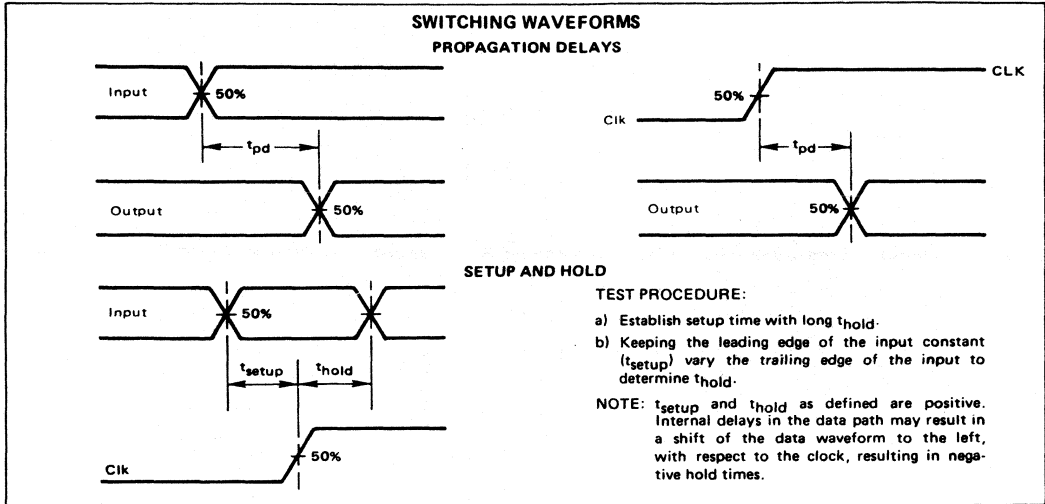 SWITCHING WAVEFORMS
PROPAGATION DELAYS
Input
50%
tpd
Output
50%
CLK
50%
Clk
tpd
Output
50%
SETUP AND HOLD
Input
50%
tsetup
thold
Clk
50%
TEST PROCEDURE:
a) Establish setup time with long thold.
b) Keeping the leading edge of the input constant
(tsetup) vary the trailing edge of the input to
determine thold.
NOTE: tsetup and thold as defined are positive.
Internal delays in the data path may result in
a shift of the data waveform to the left,
with respect to the clock, resulting in nega-
tive hold times.